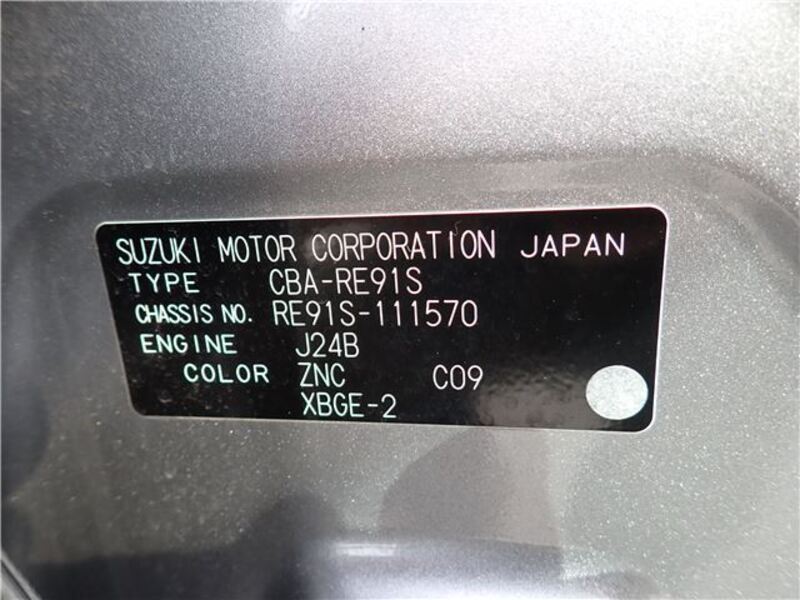 SUZUKI MOTOR CORPORATION JAPAN
TYPE CBA-RE91S
CHASSIS NO. RE91S-111570
ENGINE J24B
COLOR ZNC C09
XBGE-2